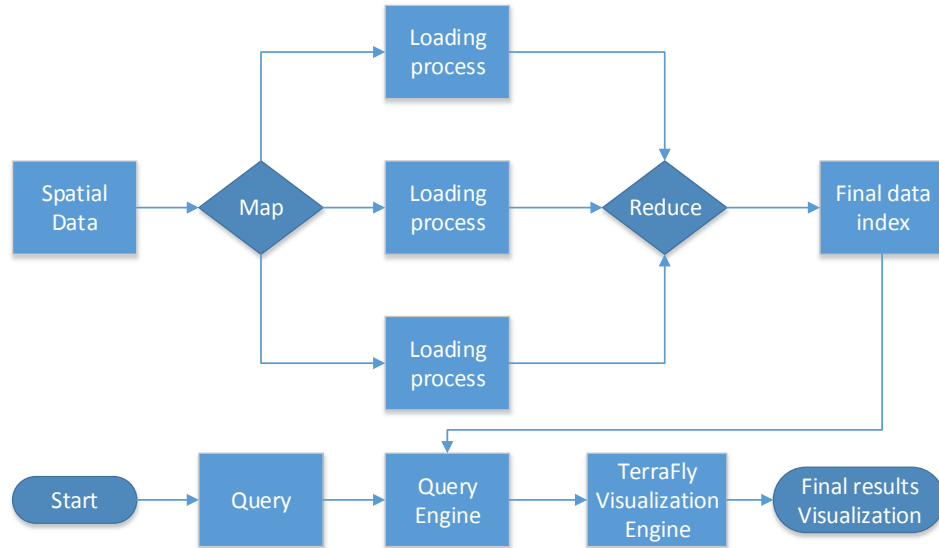 Loading
process
Spatial
Data
Map
Loading
process
Reduce
Final data
index
Loading
process
Start
Query
Query
Engine
TerraFly
Visualization
Engine
Final results
Visualization